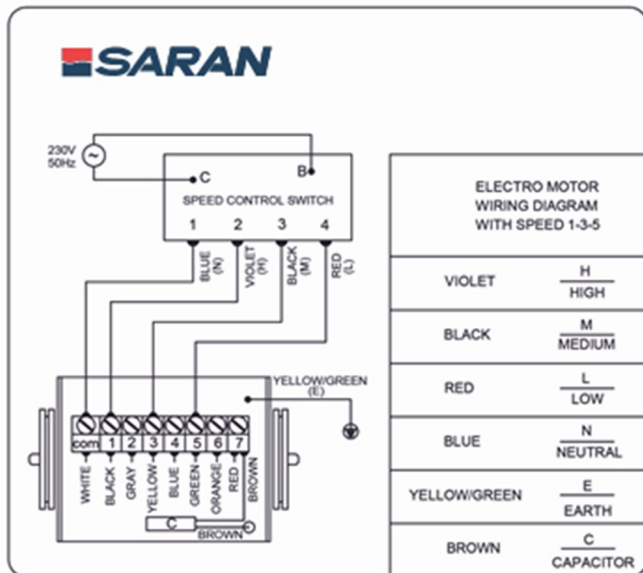 SARAN
230V
50Hz
C
B
SPEED CONTROL SWITCH
1 2 3 4
BLUE
(N)
VIOLET
(H)
BLACK
(M)
RED
(L)
YELLOW/GREEN
(E)
com 1 2 3 4 5 6 7
WHITE
BLACK
GRAY
YELLOW
BLUE
GREEN
ORANGE
RED
BROWN
C
BROWN
ELECTRO MOTOR
WIRING DIAGRAM
WITH SPEED 1-3-5
VIOLET H
HIGH
BLACK M
MEDIUM
RED L
LOW
BLUE N
NEUTRAL
YELLOW/GREEN E
EARTH
BROWN C
CAPACITOR